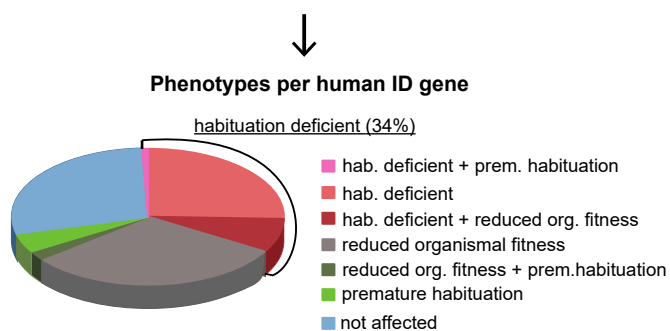 Phenotypes per human ID gene
habituation deficient (34%)
hab. deficient + prem. habituation
hab. deficient
hab. deficient + reduced org. fitness
reduced organismal fitness
reduced org. fitness + prem.habituation
premature habituation
not affected